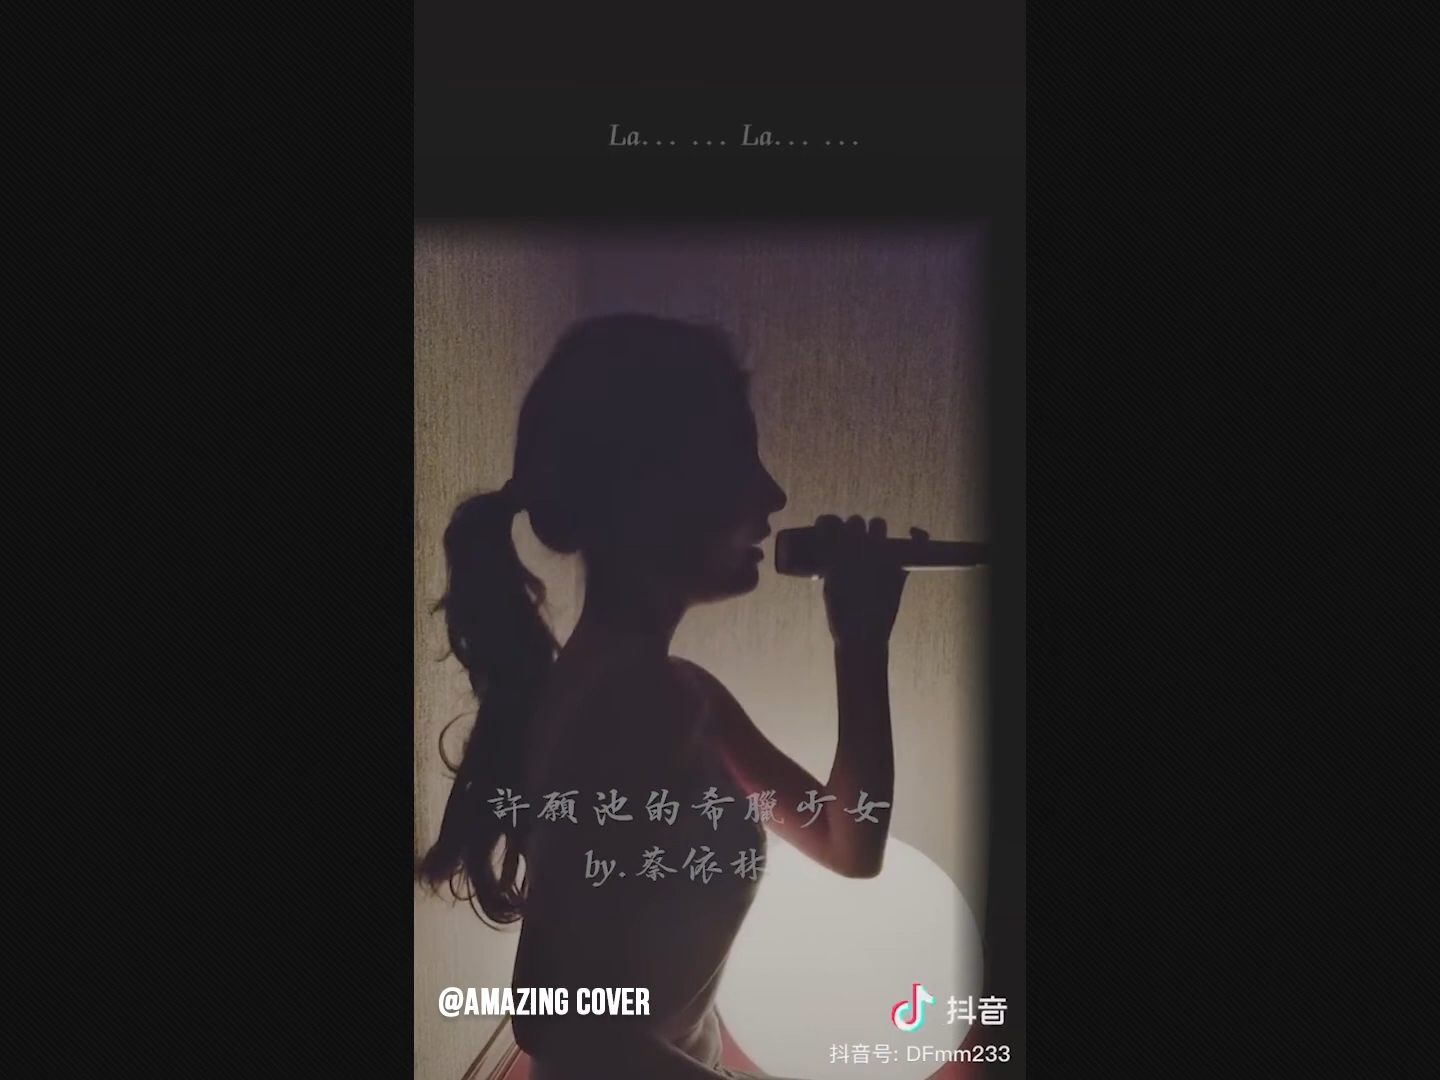 La... ... La... ...
許願池的希臘少女
by.蔡依林
@AMAZING COVER
抖音
抖音号: DFmm233